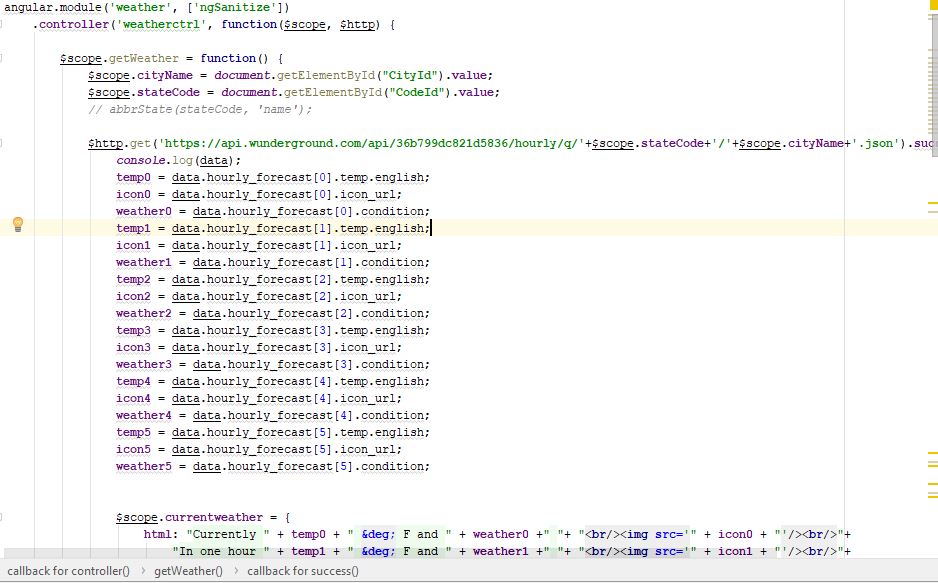 angular.module('weather', ['ngSanitize'])
.controller('weatherctrl', function($scope, $http) {
$scope.getWeather = function() {
$scope.cityName = document.getElementById("CityId").value;
$scope.stateCode = document.getElementById("CodeId").value;
// abbrState(stateCode, 'name');
$http.get('https://api.wunderground.com/api/36b799dc821d5836/hourly/q/'+$scope.stateCode+'/'+$scope.cityName+'.json').suc
console.log(data);
temp0 = data.hourly_forecast[0].temp.english;
icon0 = data.hourly_forecast[0].icon_url;
weather0 = data.hourly_forecast[0].condition;
temp1 = data.hourly_forecast[1].temp.english;
icon1 = data.hourly_forecast[1].icon_url;
weather1 = data.hourly_forecast[1].condition;
temp2 = data.hourly_forecast[2].temp.english;
icon2 = data.hourly_forecast[2].icon_url;
weather2 = data.hourly_forecast[2].condition;
temp3 = data.hourly_forecast[3].temp.english;
icon3 = data.hourly_forecast[3].icon_url;
weather3 = data.hourly_forecast[3].condition;
temp4 = data.hourly_forecast[4].temp.english;
icon4 = data.hourly_forecast[4].icon_url;
weather4 = data.hourly_forecast[4].condition;
temp5 = data.hourly_forecast[5].temp.english;
icon5 = data.hourly_forecast[5].icon_url;
weather5 = data.hourly_forecast[5].condition;
$scope.currentweather = {
html: "Currently " + temp0 + " &deg; F and " + weather0 +" "+ "<br/><img src='" + icon0 + "'/><br/>"+
"In one hour " + temp1 + " &deg; F and " + weather1 +" "+ "<br/><img src='" + icon1 + "'/><br/>"+
callback for controller() > getWeather() > callback for success()